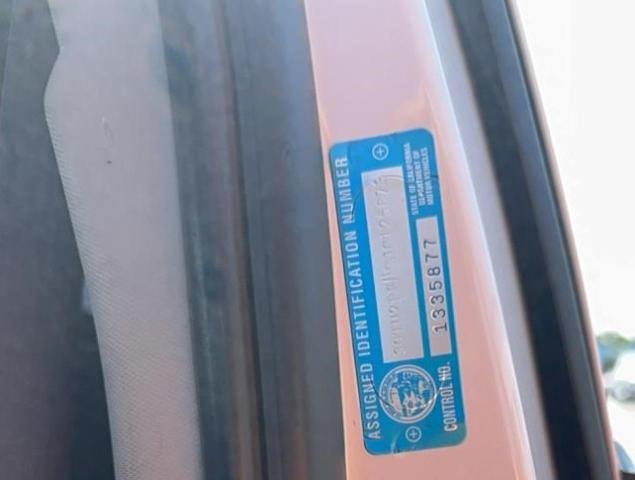 ASSIGNED IDENTIFICATION NUMBER
STATE OF CALIFORNIA
DEPARTMENT OF
MOTOR VEHICLES
CONTROL NO. 1335877